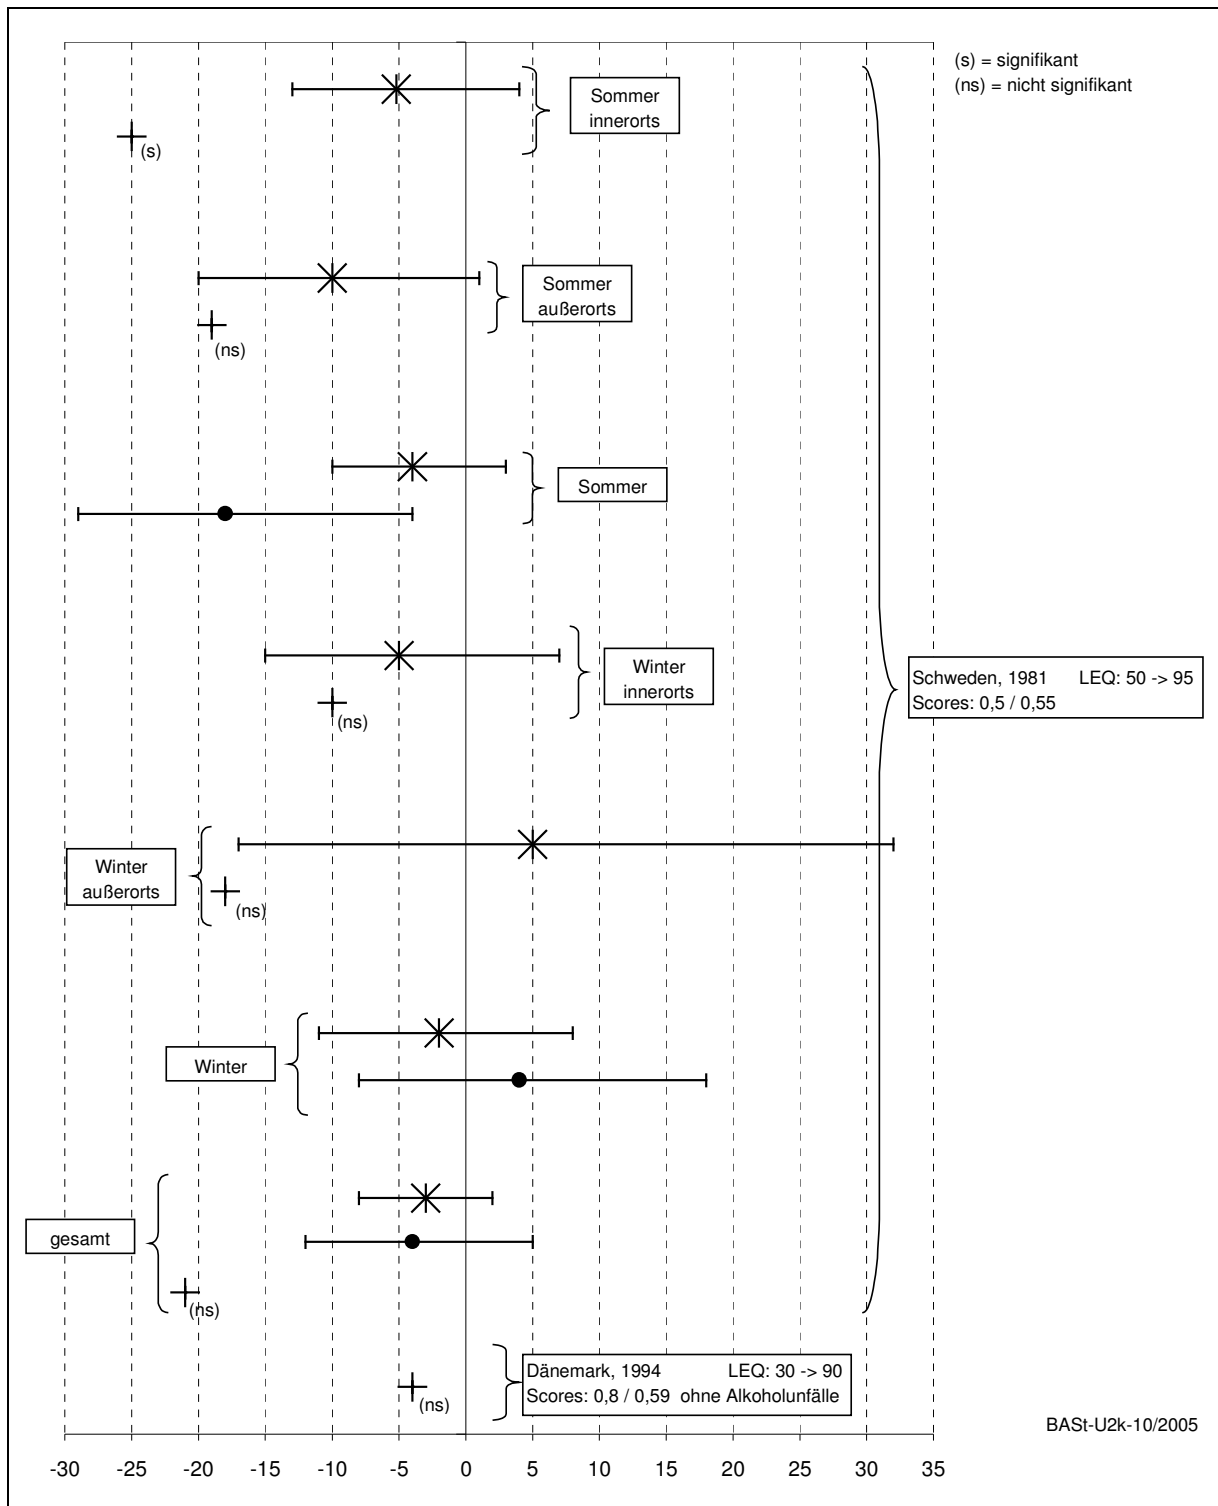 (s) = signifikant
(ns) = nicht signifikant
Sommer
innerorts
(s)
Sommer
außerorts
(ns)
Sommer
Winter
innerorts
(ns)
Schweden, 1981 LEQ: 50 -> 95
Scores: 0,5 / 0,55
Winter
außerorts
(ns)
Winter
gesamt
(ns)
Dänemark, 1994 LEQ: 30 -> 90
Scores: 0,8 / 0,59 ohne Alkoholunfälle
(ns)
BASt-U2k-10/2005
-30 -25 -20 -15 -10 -5 0 5 10 15 20 25 30 35